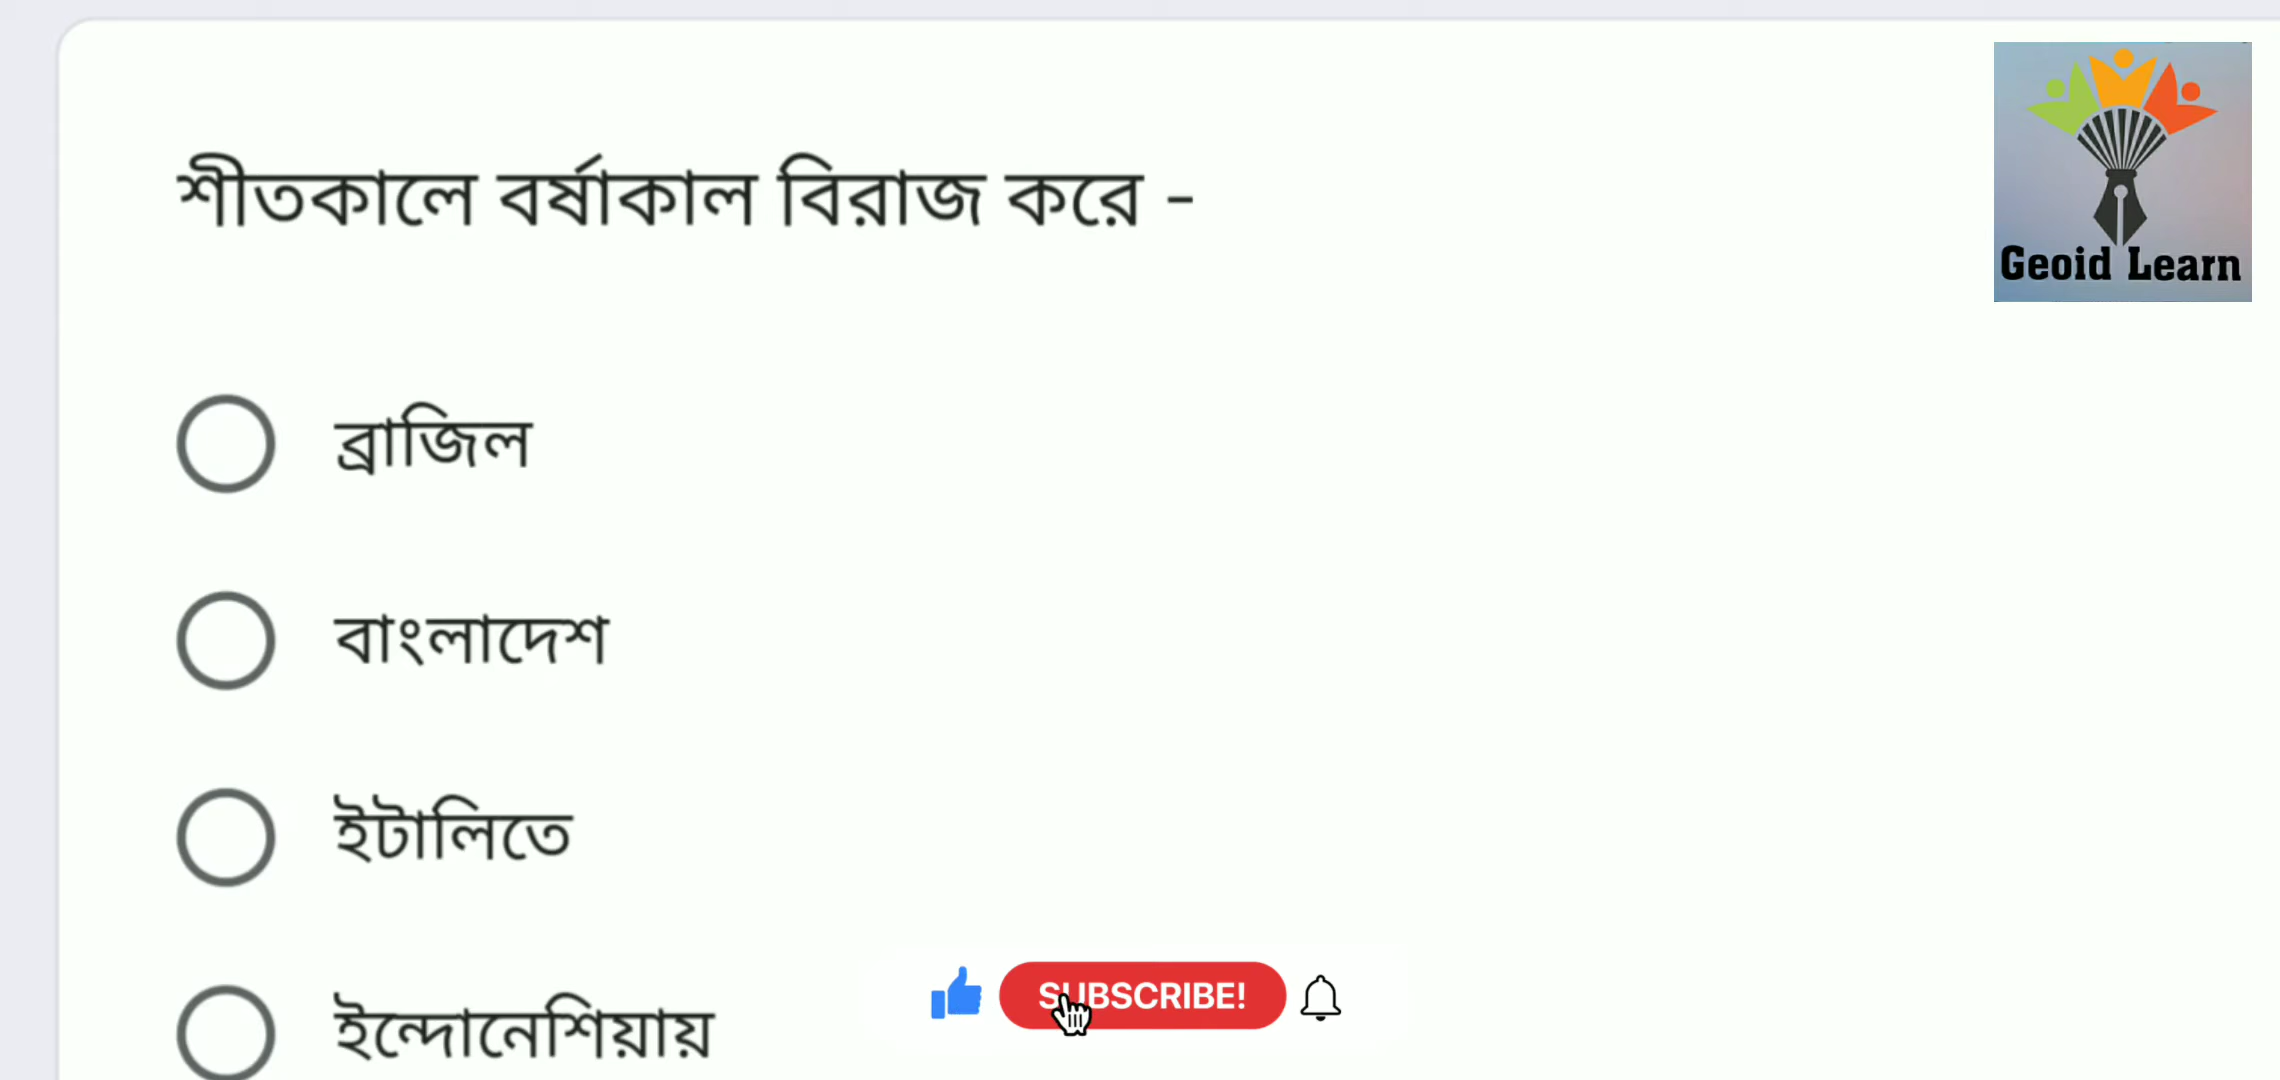 শীতকালে বর্ষাকাল বিরাজ করে -
Geoid Learn
ব্রাজিল
বাংলাদেশ
ইটালিতে
ইন্দোনেশিয়ায়
SUBSCRIBE!